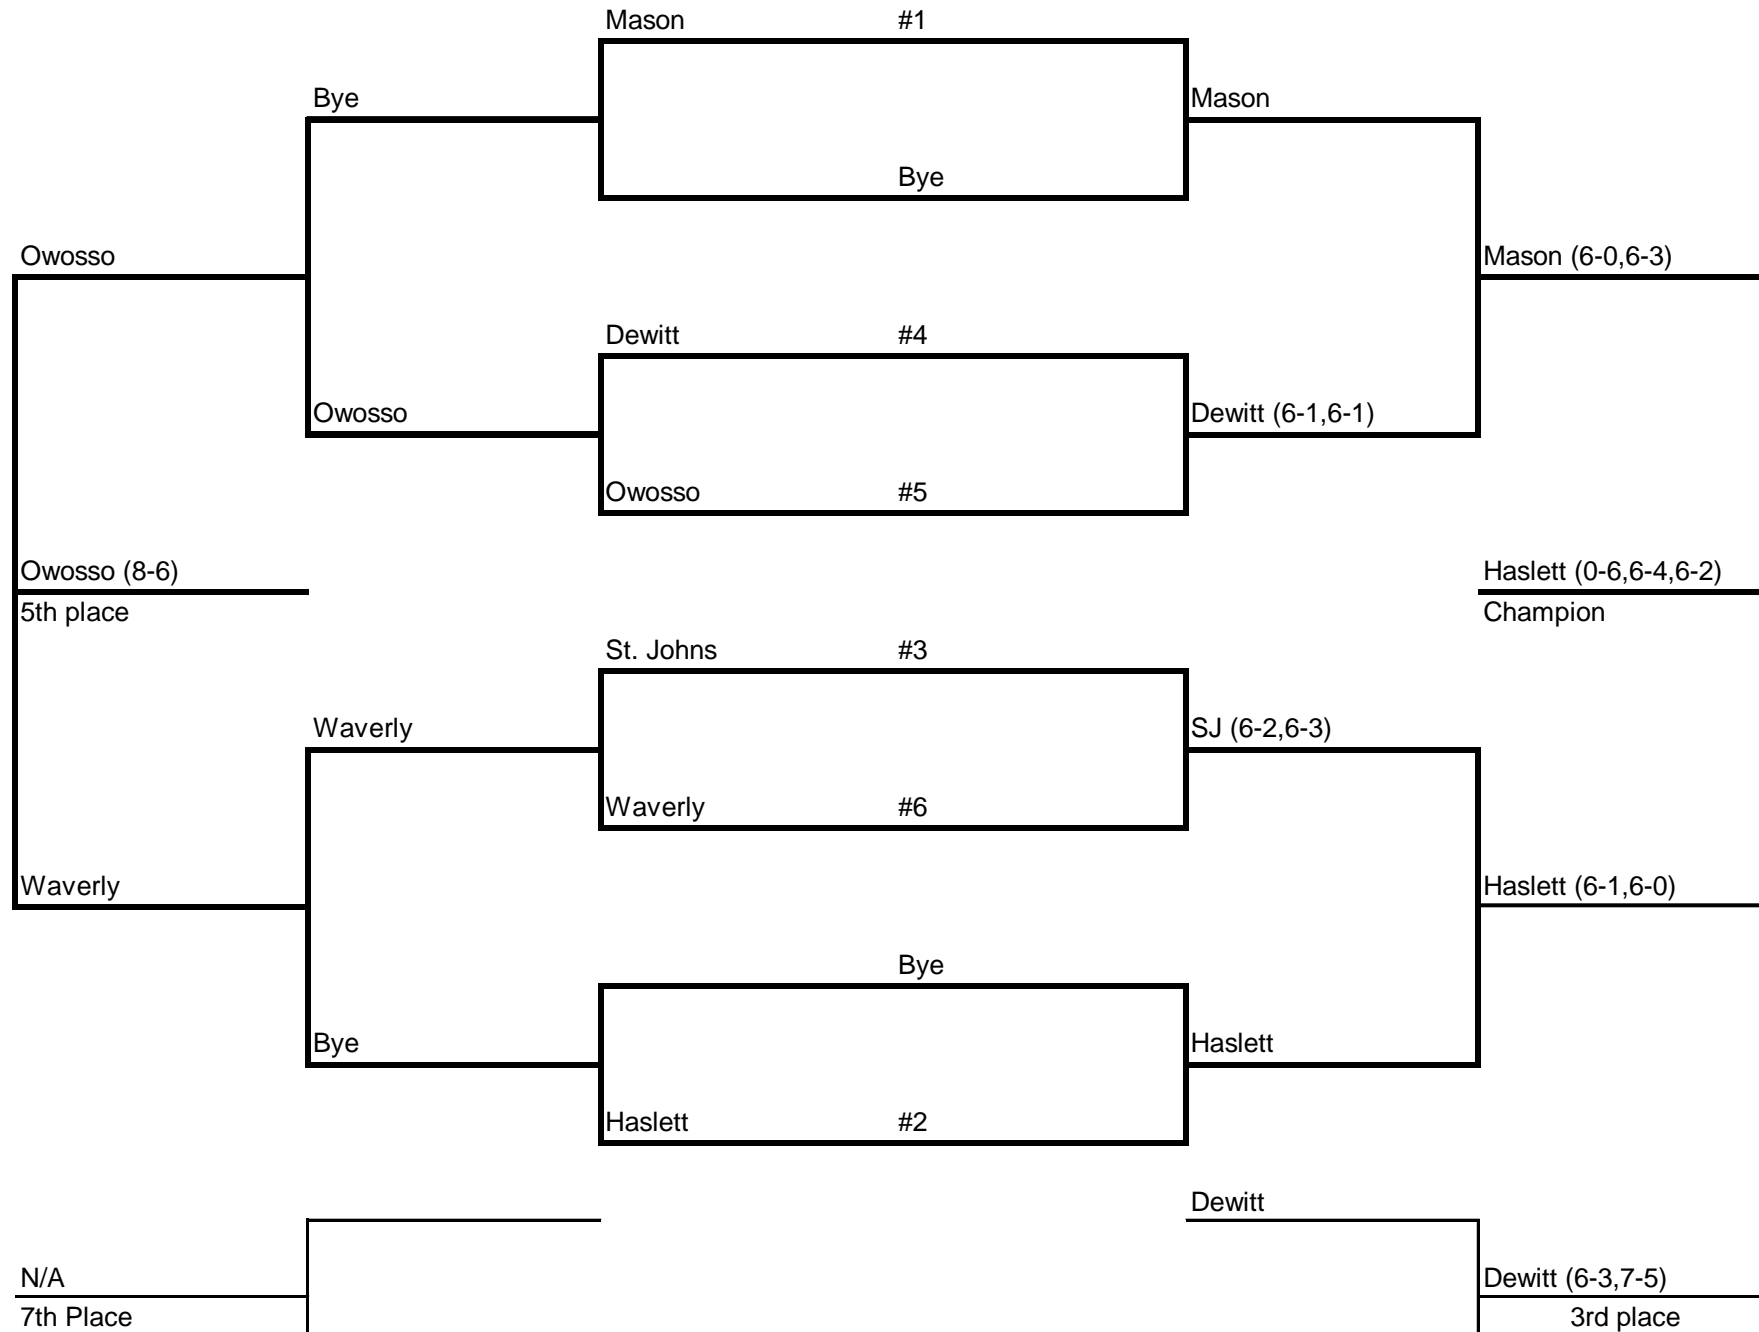 Mason #1
Bye Mason
Bye
Owosso Mason (6-0,6-3)
Dewitt #4
Owosso Dewitt (6-1,6-1)
Owosso #5
Owosso (8-6) Haslett (0-6,6-4,6-2)
5th place Champion
St. Johns #3
Waverly SJ (6-2,6-3)
Waverly #6
Waverly Haslett (6-1,6-0)
Bye
Bye Haslett
Haslett #2
Dewitt
N/A Dewitt (6-3,7-5)
7th Place 3rd place